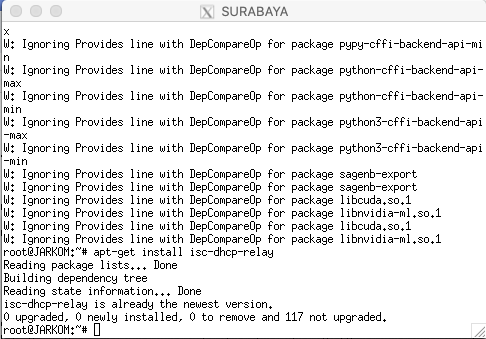 SURABAYA
x
W: Ignoring Provides line with DepCompareOp for package pypy-cffi-backend-api-mi
n
W: Ignoring Provides line with DepCompareOp for package python-cffi-backend-api-
max
W: Ignoring Provides line with DepCompareOp for package python-cffi-backend-api-
min
W: Ignoring Provides line with DepCompareOp for package python3-cffi-backend-api
-max
W: Ignoring Provides line with DepCompareOp for package python3-cffi-backend-api
-min
W: Ignoring Provides line with DepCompareOp for package sagenb-export
W: Ignoring Provides line with DepCompareOp for package sagenb-export
W: Ignoring Provides line with DepCompareOp for package libcuda.so.1
W: Ignoring Provides line with DepCompareOp for package libnvidia-ml.so.1
W: Ignoring Provides line with DepCompareOp for package libcuda.so.1
W: Ignoring Provides line with DepCompareOp for package libnvidia-ml.so.1
root@JARKOM:~# apt-get install isc-dhcp-relay
Reading package lists... Done
Building dependency tree
Reading state information... Done
isc-dhcp-relay is already the newest version.
0 upgraded, 0 newly installed, 0 to remove and 117 not upgraded.
root@JARKOM:~#